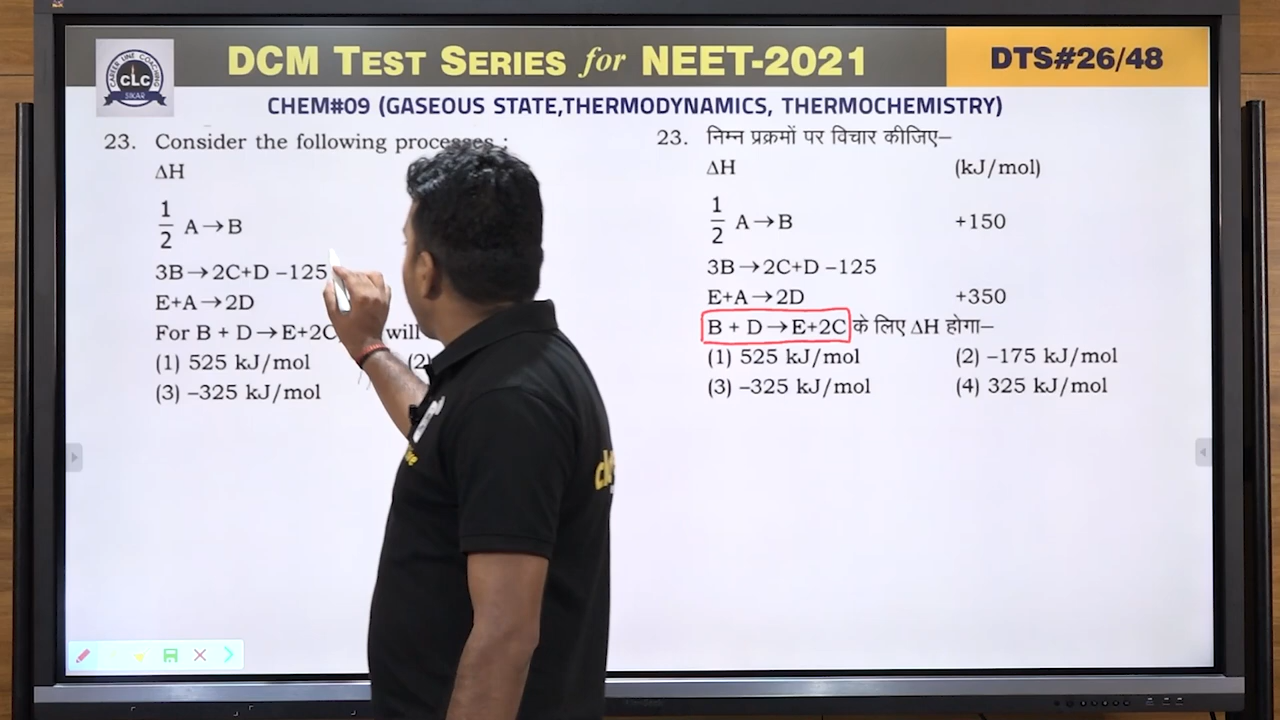 DCM TEST SERIES for NEET-2021
DTS#26/48
CAREER LINE COACHING
CLC
SIKAR
CHEM#09 (GASEOUS STATE,THERMODYNAMICS, THERMOCHEMISTRY)
23. Consider the following processes :
ΔH
1/2 A→B
3B→2C+D –125
E+A→2D
For B + D→E+2C, will
(1) 525 kJ/mol (2)
(3) –325 kJ/mol
23. निम्न प्रक्रमों पर विचार कीजिए–
ΔH (kJ/mol)
1/2 A→B +150
3B→2C+D –125
E+A→2D +350
B + D→E+2C के लिए ΔH होगा–
(1) 525 kJ/mol (2) –175 kJ/mol
(3) –325 kJ/mol (4) 325 kJ/mol